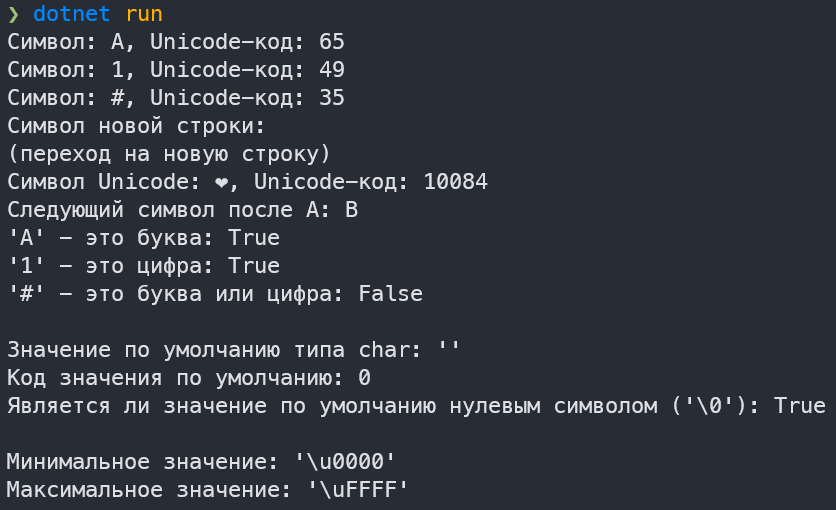 ❯ dotnet run
Символ: A, Unicode-код: 65
Символ: 1, Unicode-код: 49
Символ: #, Unicode-код: 35
Символ новой строки:
(переход на новую строку)
Символ Unicode: ❤, Unicode-код: 10084
Следующий символ после A: B
'A' - это буква: True
'1' - это цифра: True
'#' - это буква или цифра: False

Значение по умолчанию типа char: ''
Код значения по умолчанию: 0
Является ли значение по умолчанию нулевым символом ('\0'): True

Минимальное значение: '\u0000'
Максимальное значение: '\uFFFF'